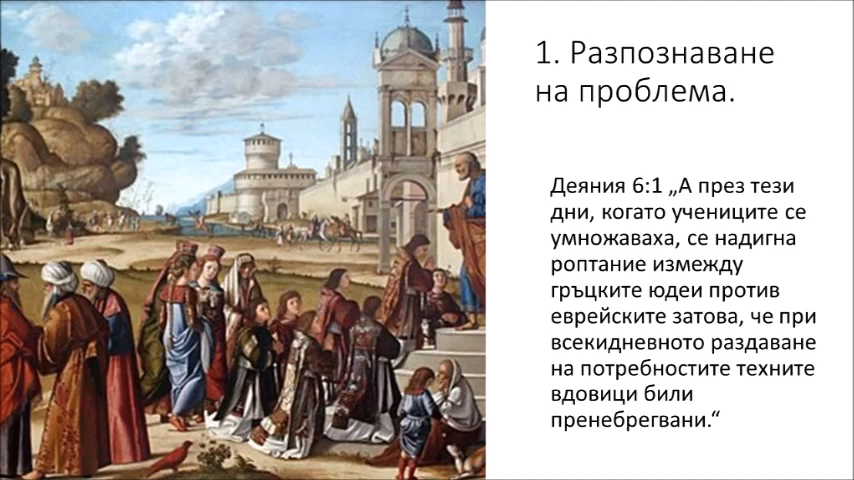 1. Разпознаване
на проблема.
Деяния 6:1 „А през тези
дни, когато учениците се
умножаваха, се надигна
роптание измежду
гръцките юдеи против
еврейските затова, че при
всекидневното раздаване
на потребностите техните
вдовици били
пренебрегвани.“